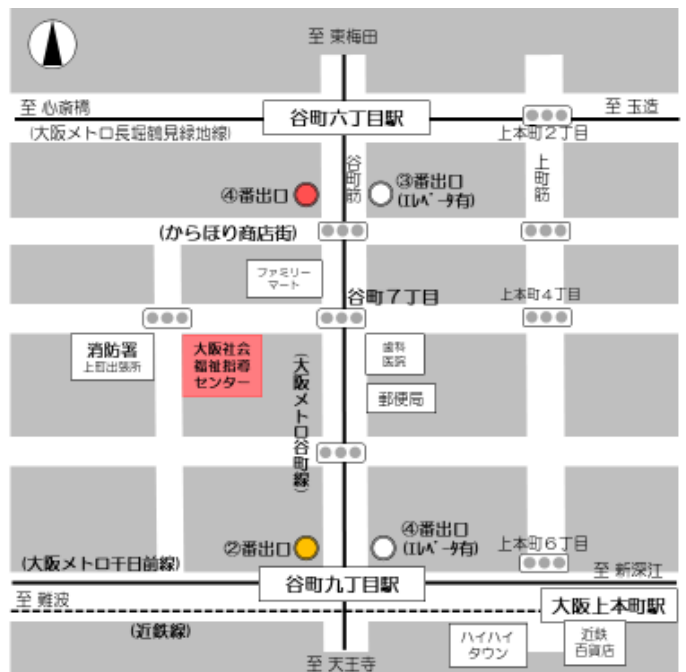 至 東梅田
至 心斎橋
谷町六丁目駅
至 玉造
(大阪メトロ長堀鶴見緑地線)
上本町2丁目
谷町筋
上町筋
④番出口
③番出口
(ｴﾚﾍﾞｰﾀ有)
(からほり商店街)
ファミリー
マート
谷町7丁目
上本町4丁目
消防署
上町出張所
大阪社会
福祉指導
センター
(大阪メトロ谷町線)
歯科
医院
郵便局
②番出口
④番出口
(ｴﾚﾍﾞｰﾀ有)
上本町6丁目
(大阪メトロ千日前線)
至 新深江
谷町九丁目駅
至 難波
大阪上本町駅
(近鉄線)
ハイハイ
タウン
近鉄
百貨店
至 天王寺